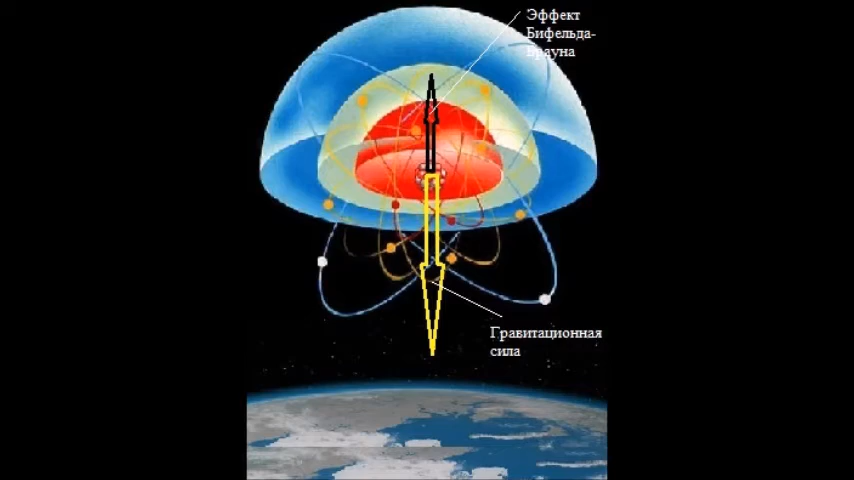 Эффект
Бифельда-
Брауна
Гравитационная
сила